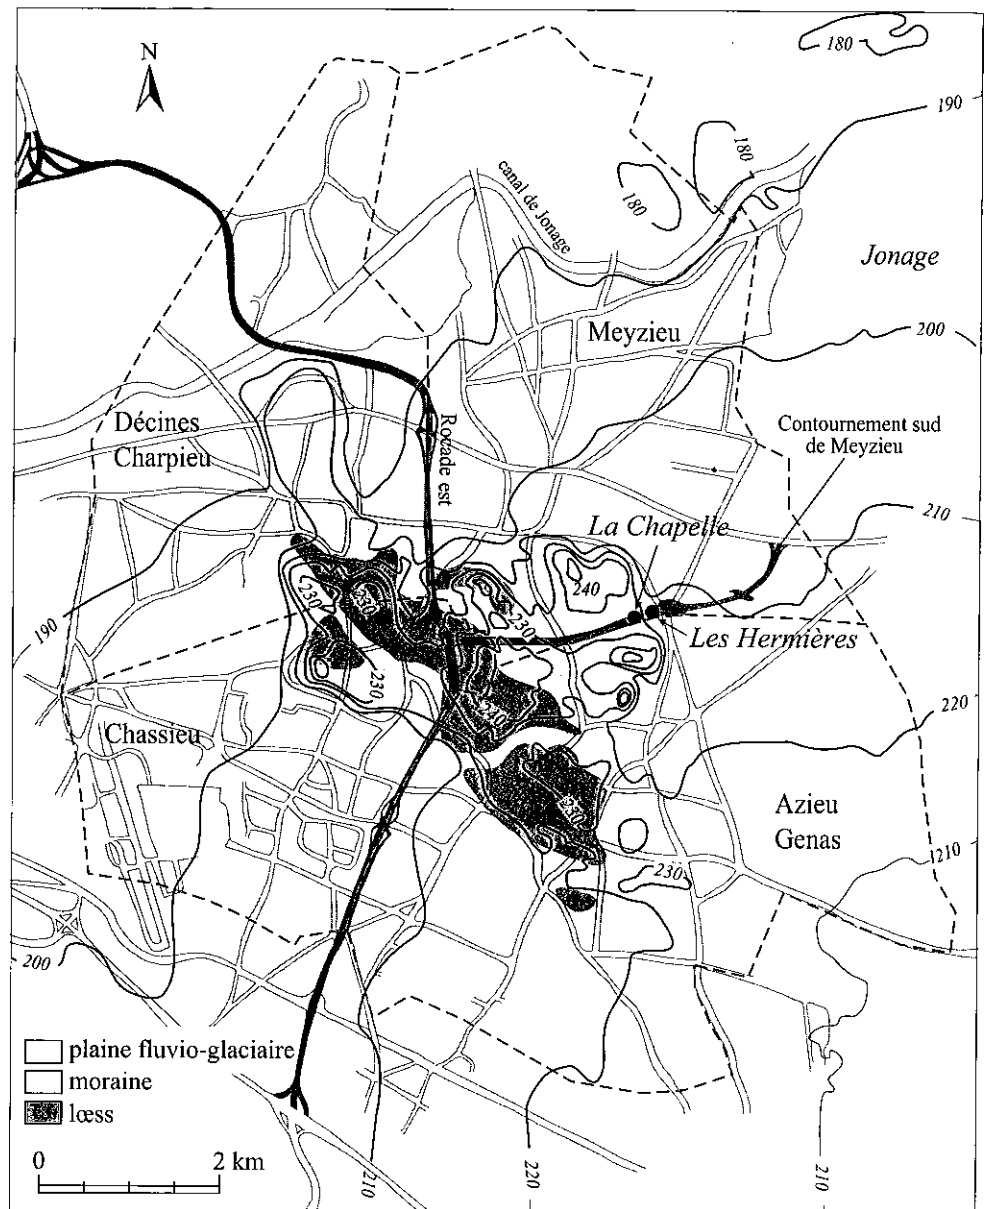 N
180
190
180
180
canal de Jonage
Jonage
Meyzieu
200
Décines
Charpieu
Rocade est
Contournement sud
de Meyzieu
La Chapelle
210
240
230
230
190
Les Hermières
230
220
Chassieu
240
Azieu
Genas
210
230
200
plaine fluvio-glaciaire
moraine
lœss
0
2 km
210
220
210